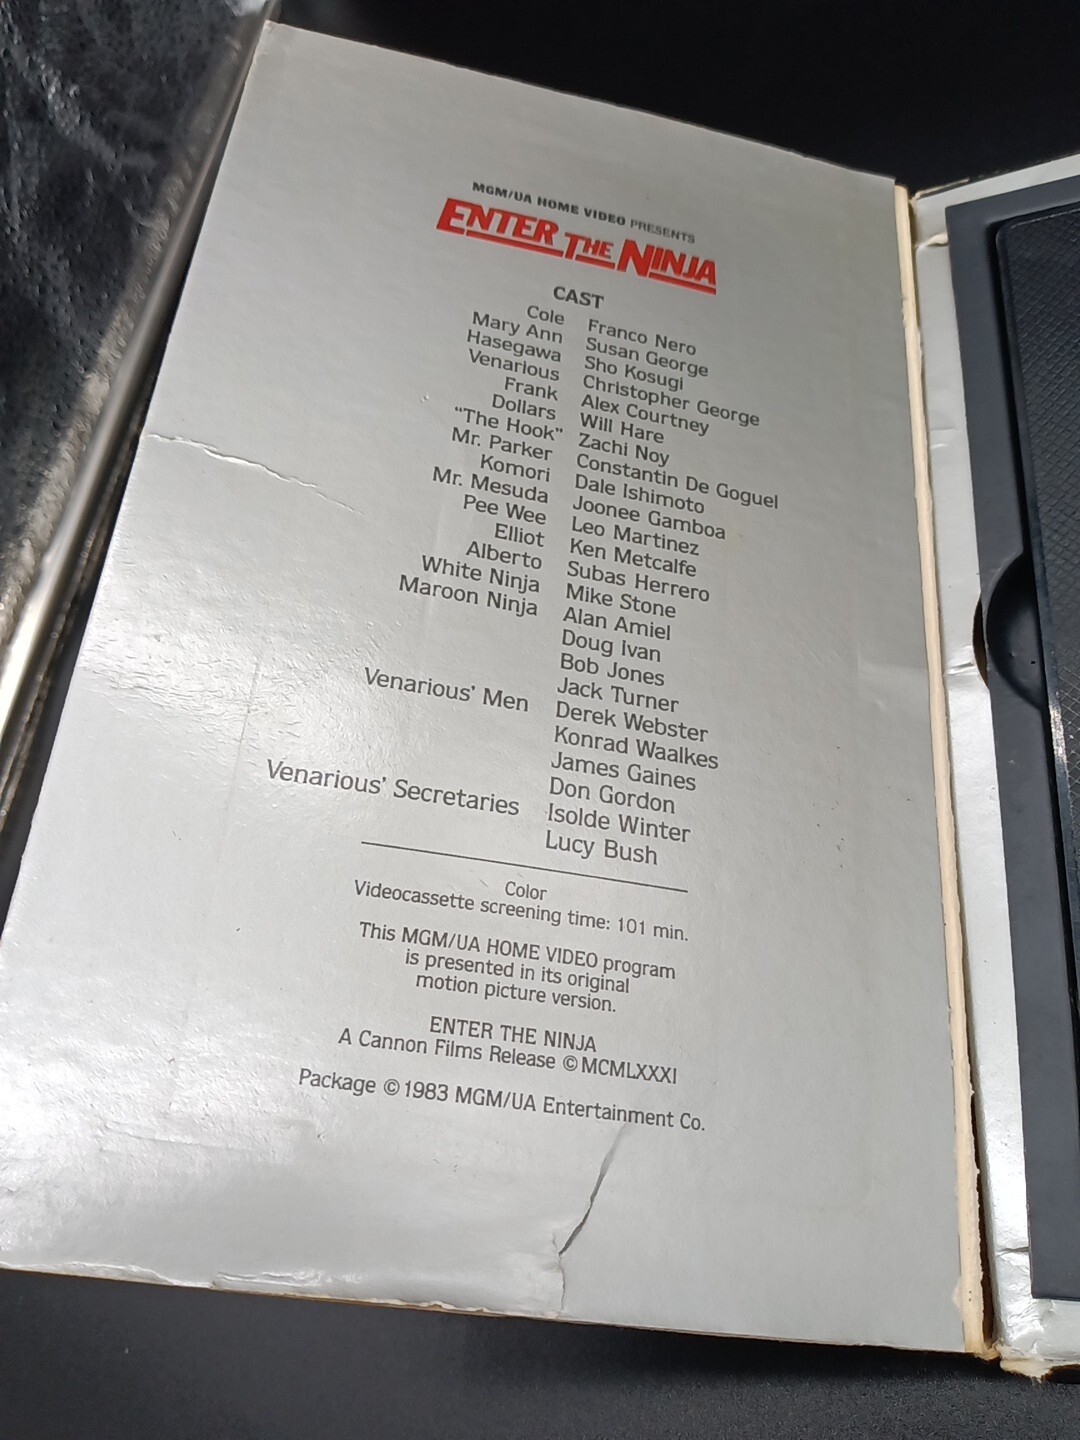 MGM/UA HOME VIDEO PRESENTS
ENTER THE NINJA
CAST
Cole Franco Nero
Mary Ann Susan George
Hasegawa Sho Kosugi
Venarious Christopher George
Frank Alex Courtney
Dollars Will Hare
"The Hook" Zachi Noy
Mr. Parker Constantin De Goguel
Komori Dale Ishimoto
Mr. Mesuda Joonee Gamboa
Pee Wee Leo Martinez
Elliot Ken Metcalfe
Alberto Subas Herrero
White Ninja Mike Stone
Maroon Ninja Alan Amiel
Doug Ivan
Bob Jones
Venarious' Men Jack Turner
Derek Webster
Konrad Waalkes
James Gaines
Don Gordon
Venarious' Secretaries Isolde Winter
Lucy Bush
Color
Videocassette screening time: 101 min.
This MGM/UA HOME VIDEO program
is presented in its original
motion picture version.
ENTER THE NINJA
A Cannon Films Release ©MCMLXXXI
Package ©1983 MGM/UA Entertainment Co.